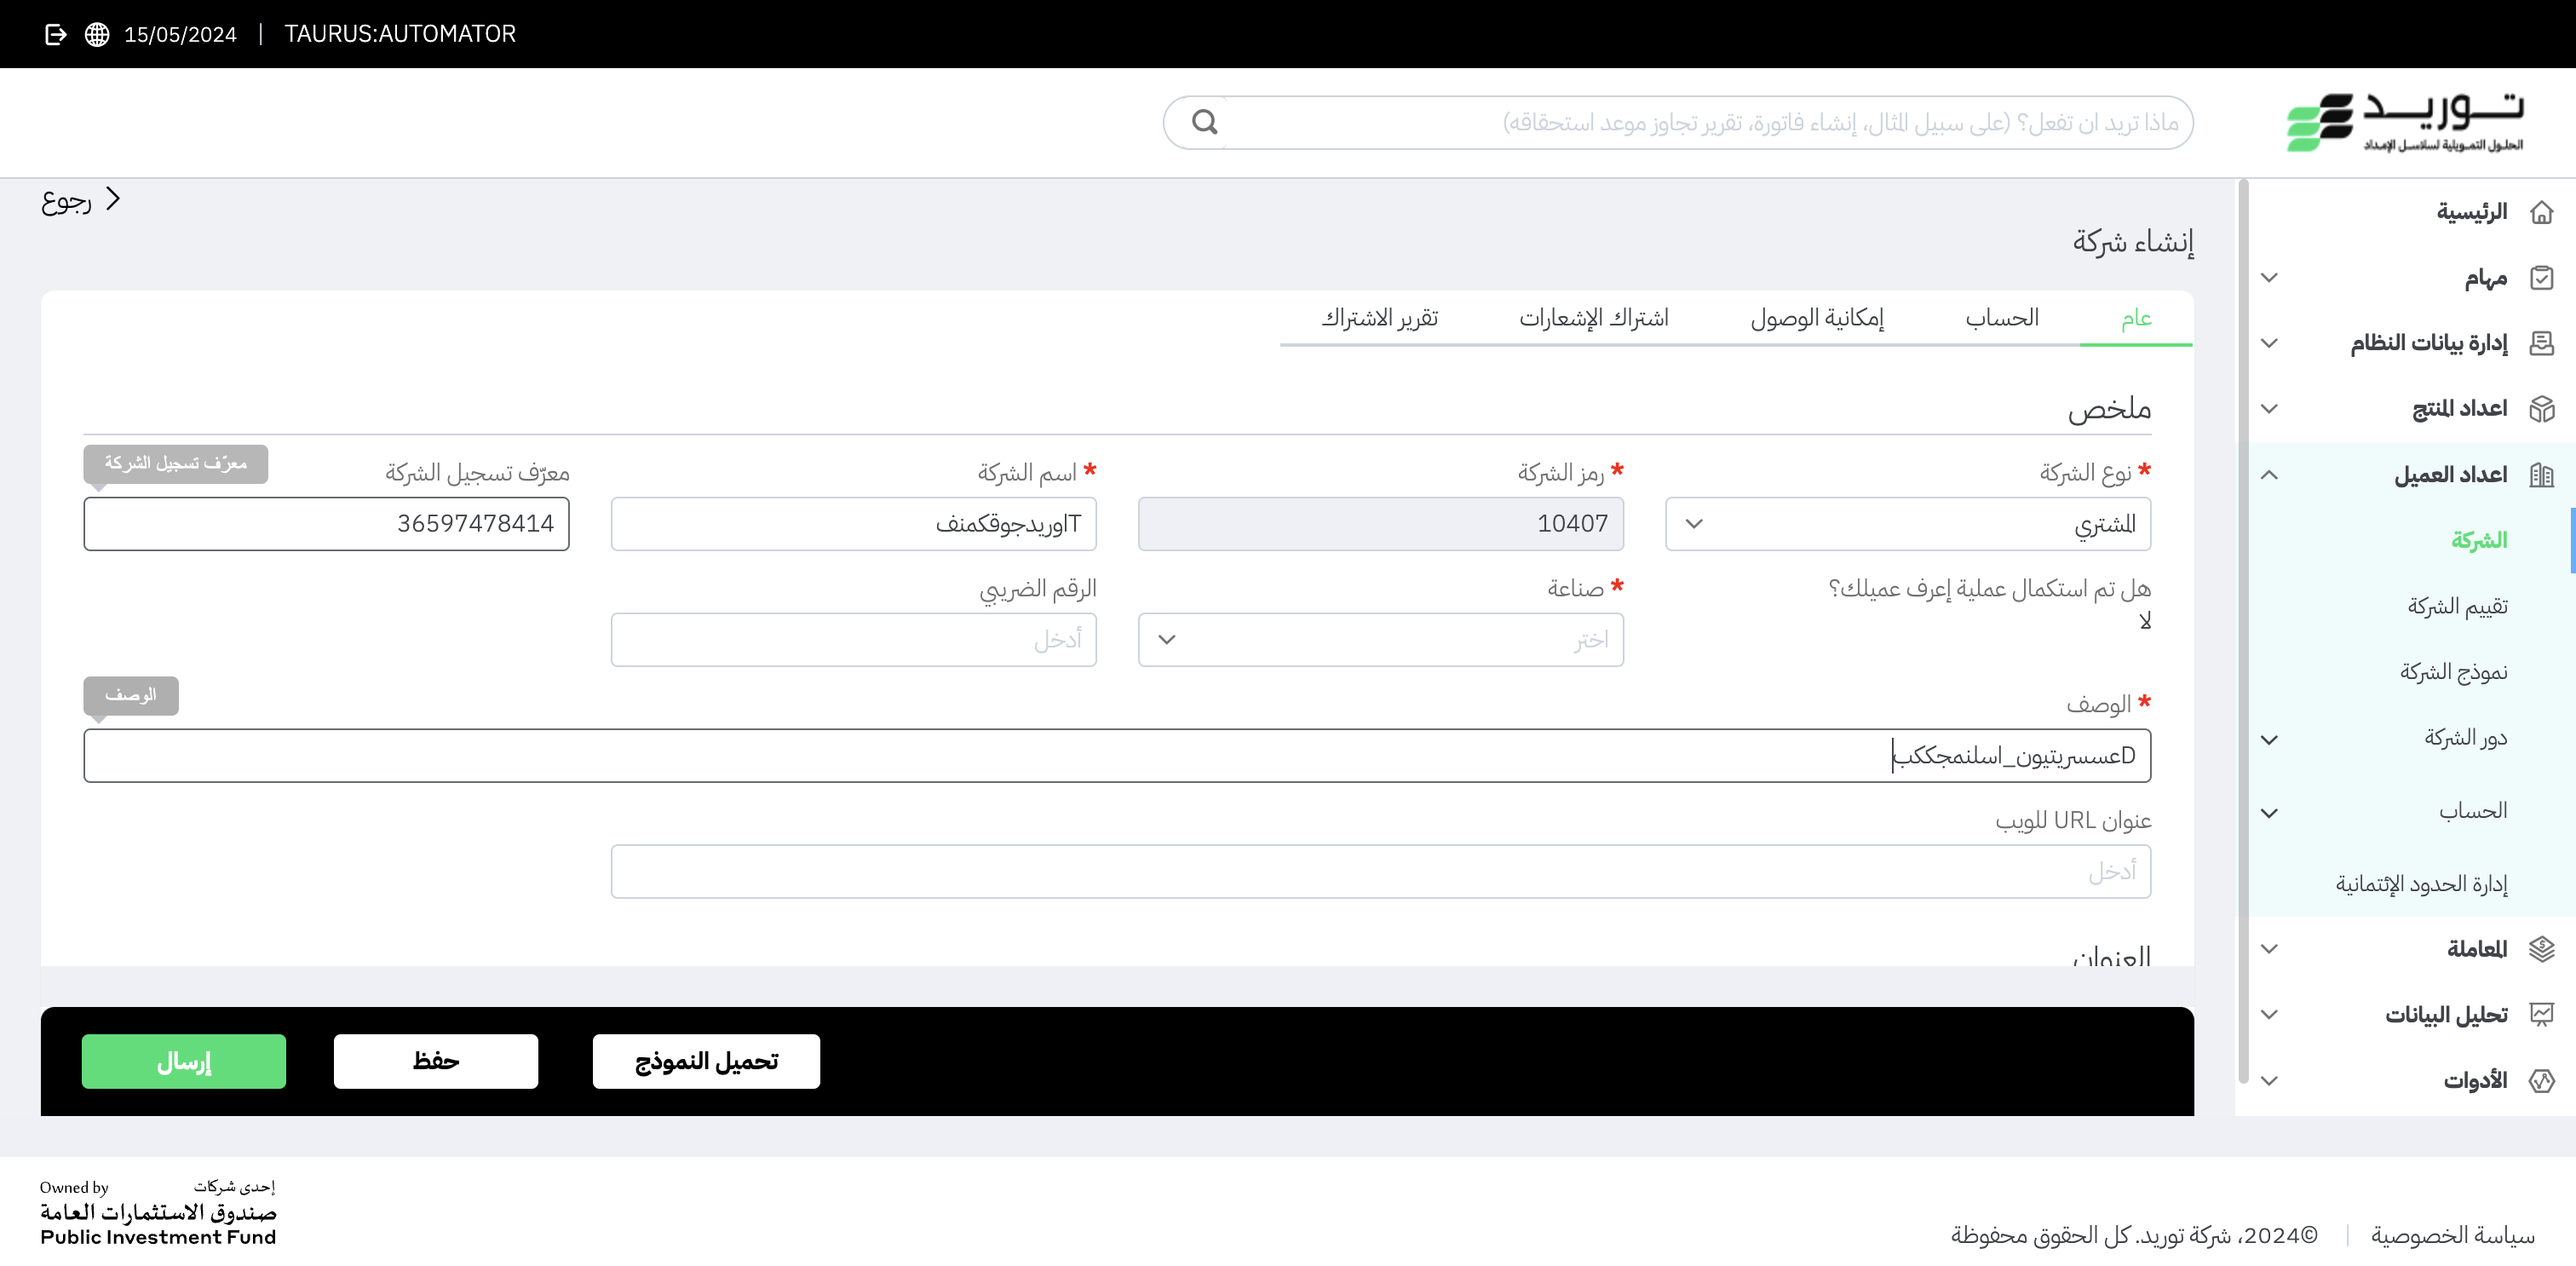 15/05/2024 | TAURUS:AUTOMATOR
توريد
الحلول التمويلية لسلاسل الإمداد
ماذا تريد ان تفعل؟ (على سبيل المثال، إنشاء فاتورة، تقرير تجاوز موعد استحقاقه)
الرئيسية
مهام
إدارة بيانات النظام
اعداد المنتج
اعداد العميل
الشركة
تقييم الشركة
نموذج الشركة
دور الشركة
الحساب
إدارة الحدود الإئتمانية
المعاملة
تحليل البيانات
الأدوات
رجوع
إنشاء شركة
عام الحساب إمكانية الوصول اشتراك الإشعارات تقرير الاشتراك
ملخص
معرّف تسجيل الشركة
* نوع الشركة * رمز الشركة * اسم الشركة معرّف تسجيل الشركة
المشتري 10407 Tاوريدجوقكمنف 36597478414
هل تم استكمال عملية إعرف عميلك؟ * صناعة الرقم الضريبي
لا اختر أدخل
الوصف
* الوصف
Dعسسريتيون_اسلنمجككب
عنوان URL للويب
أدخل
العنوان
تحميل النموذج حفظ إرسال
سياسة الخصوصية | ©2024، شركة توريد. كل الحقوق محفوظة
إحدى شركات Owned by
صندوق الاستثمارات العامة
Public Investment Fund